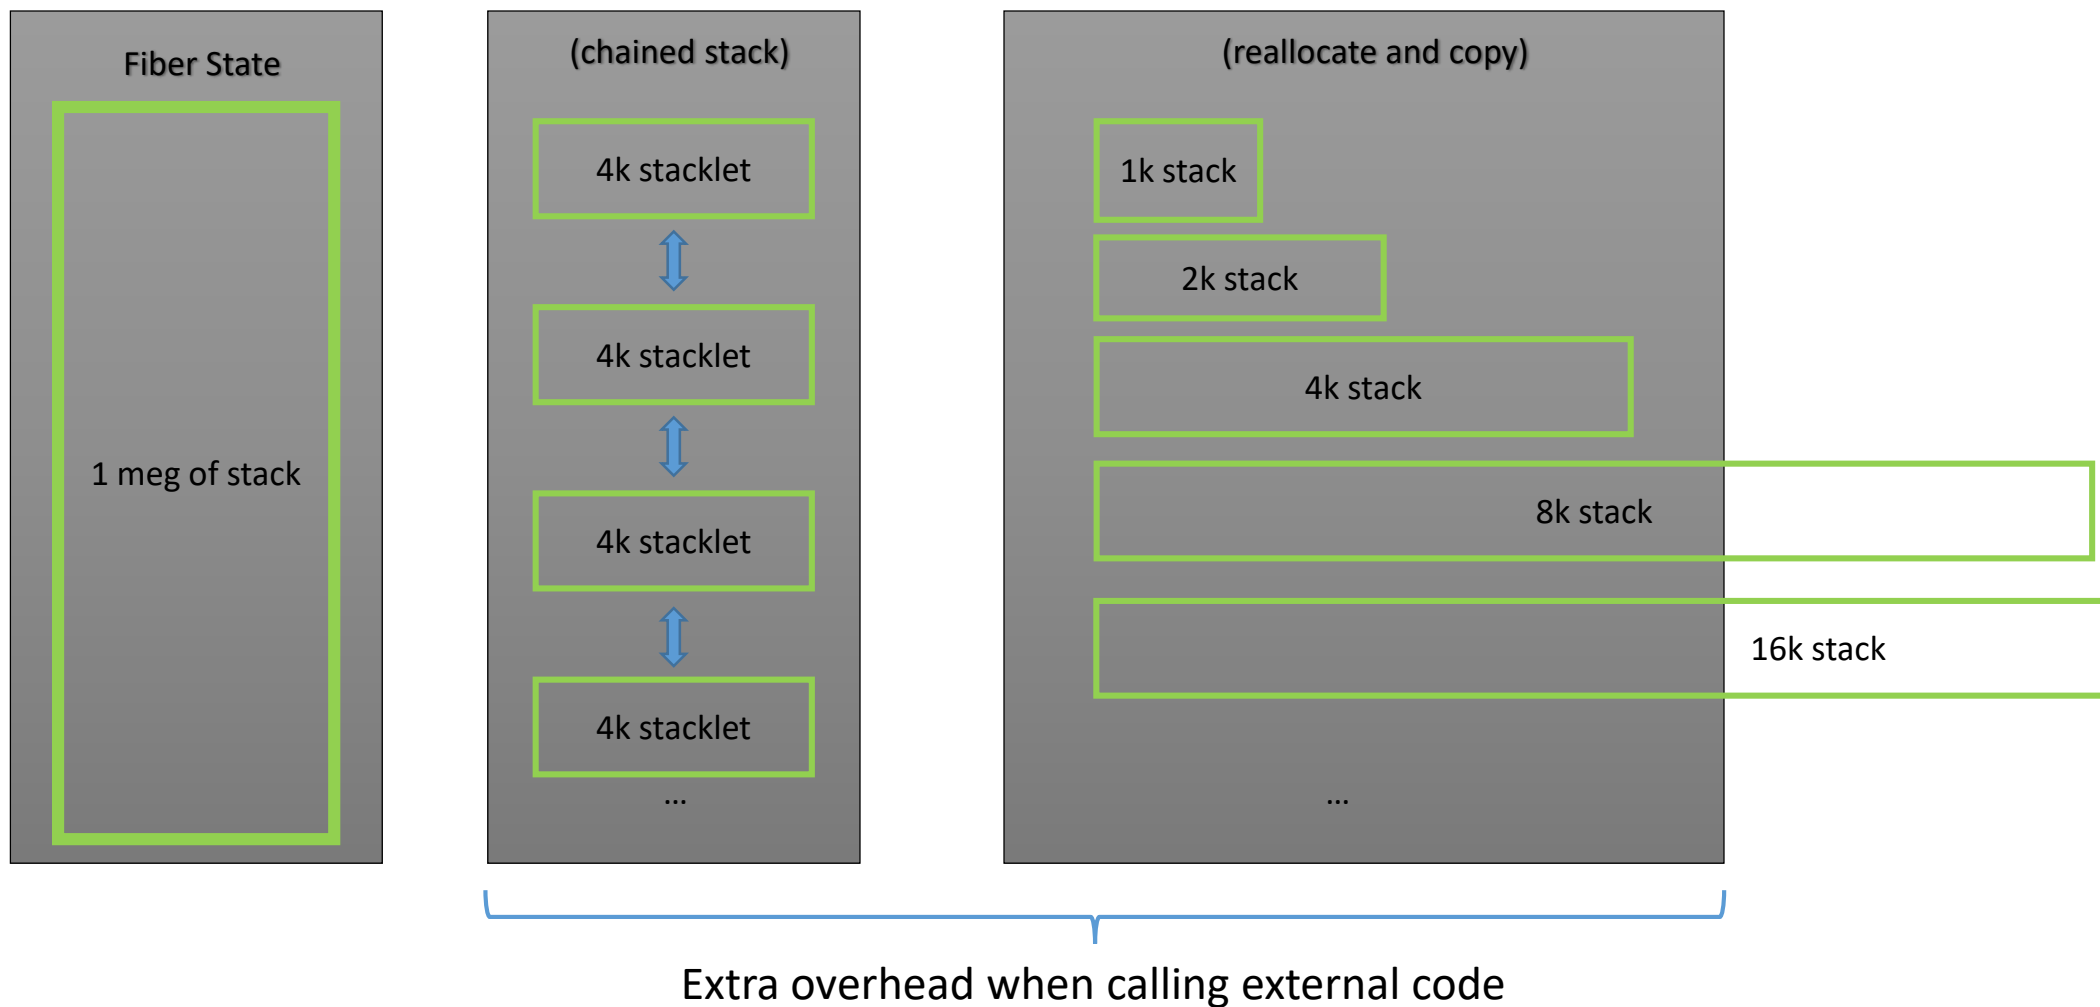 Fiber State
1 meg of stack
(chained stack)
4k stacklet
4k stacklet
4k stacklet
4k stacklet
...
(reallocate and copy)
1k stack
2k stack
4k stack
8k stack
16k stack
...
Extra overhead when calling external code